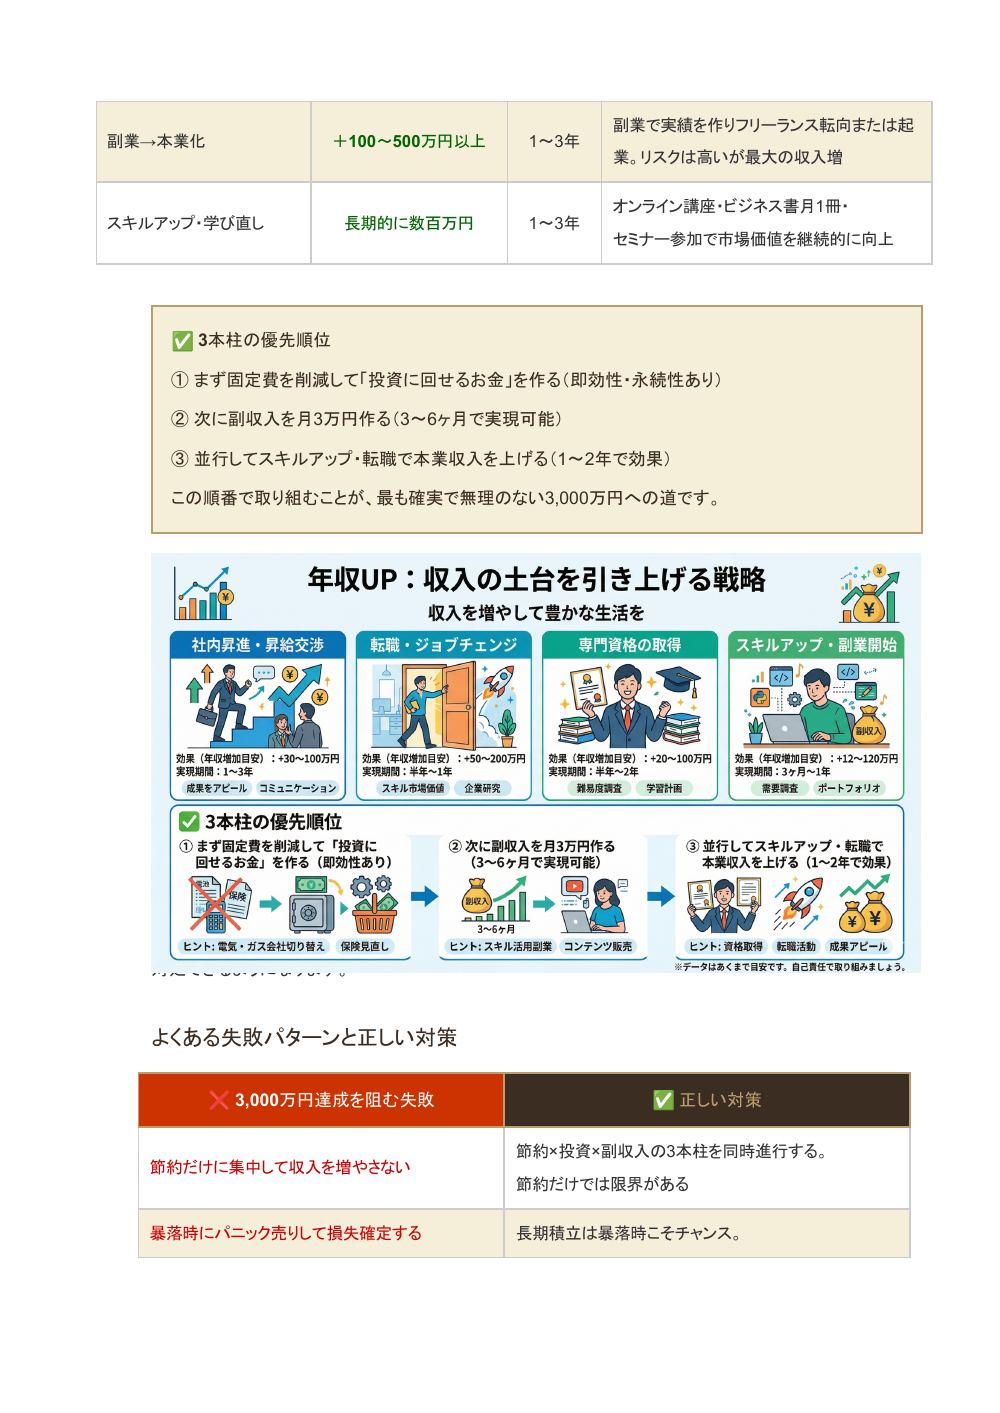 副業→本業化
＋100〜500万円以上
1〜3年
副業で実績を作りフリーランス転向または起
業。リスクは高いが最大の収入増
スキルアップ・学び直し
長期的に数百万円
1〜3年
オンライン講座・ビジネス書月1冊・
セミナー参加で市場価値を継続的に向上
✅ 3本柱の優先順位
① まず固定費を削減して「投資に回せるお金」を作る（即効性・永続性あり）
② 次に副収入を月3万円作る（3〜6ヶ月で実現可能）
③ 並行してスキルアップ・転職で本業収入を上げる（1〜2年で効果）
この順番で取り組むことが、最も確実で無理のない3,000万円への道です。
年収UP：収入の土台を引き上げる戦略
収入を増やして豊かな生活を
社内昇進・昇給交渉
効果（年収増加目安）：+30〜100万円
実現期間：1〜3年
成果をアピール
コミュニケーション
転職・ジョブチェンジ
効果（年収増加目安）：+50〜200万円
実現期間：半年〜1年
スキル市場価値
企業研究
専門資格の取得
効果（年収増加目安）：+20〜100万円
実現期間：半年〜2年
難易度調査
学習計画
スキルアップ・副業開始
副収入
効果（年収増加目安）：+12〜120万円
実現期間：3ヶ月〜1年
需要調査
ポートフォリオ
✅ 3本柱の優先順位
① まず固定費を削減して「投資に
回せるお金」を作る（即効性あり）
保険
ヒント: 電気・ガス会社切り替え
保険見直し
② 次に副収入を月3万円作る
（3〜6ヶ月で実現可能）
副収入
3〜6ヶ月
ヒント: スキル活用副業
コンテンツ販売
③ 並行してスキルアップ・転職で
本業収入を上げる（1〜2年で効果）
ヒント: 資格取得
転職活動
成果アピール
※データはあくまで目安です。自己責任で取り組みましょう。
よくある失敗パターンと正しい対策
❌ 3,000万円達成を阻む失敗
✅ 正しい対策
節約だけに集中して収入を増やさない
節約×投資×副収入の3本柱を同時進行する。
節約だけでは限界がある
暴落時にパニック売りして損失確定する
長期積立は暴落時こそチャンス。